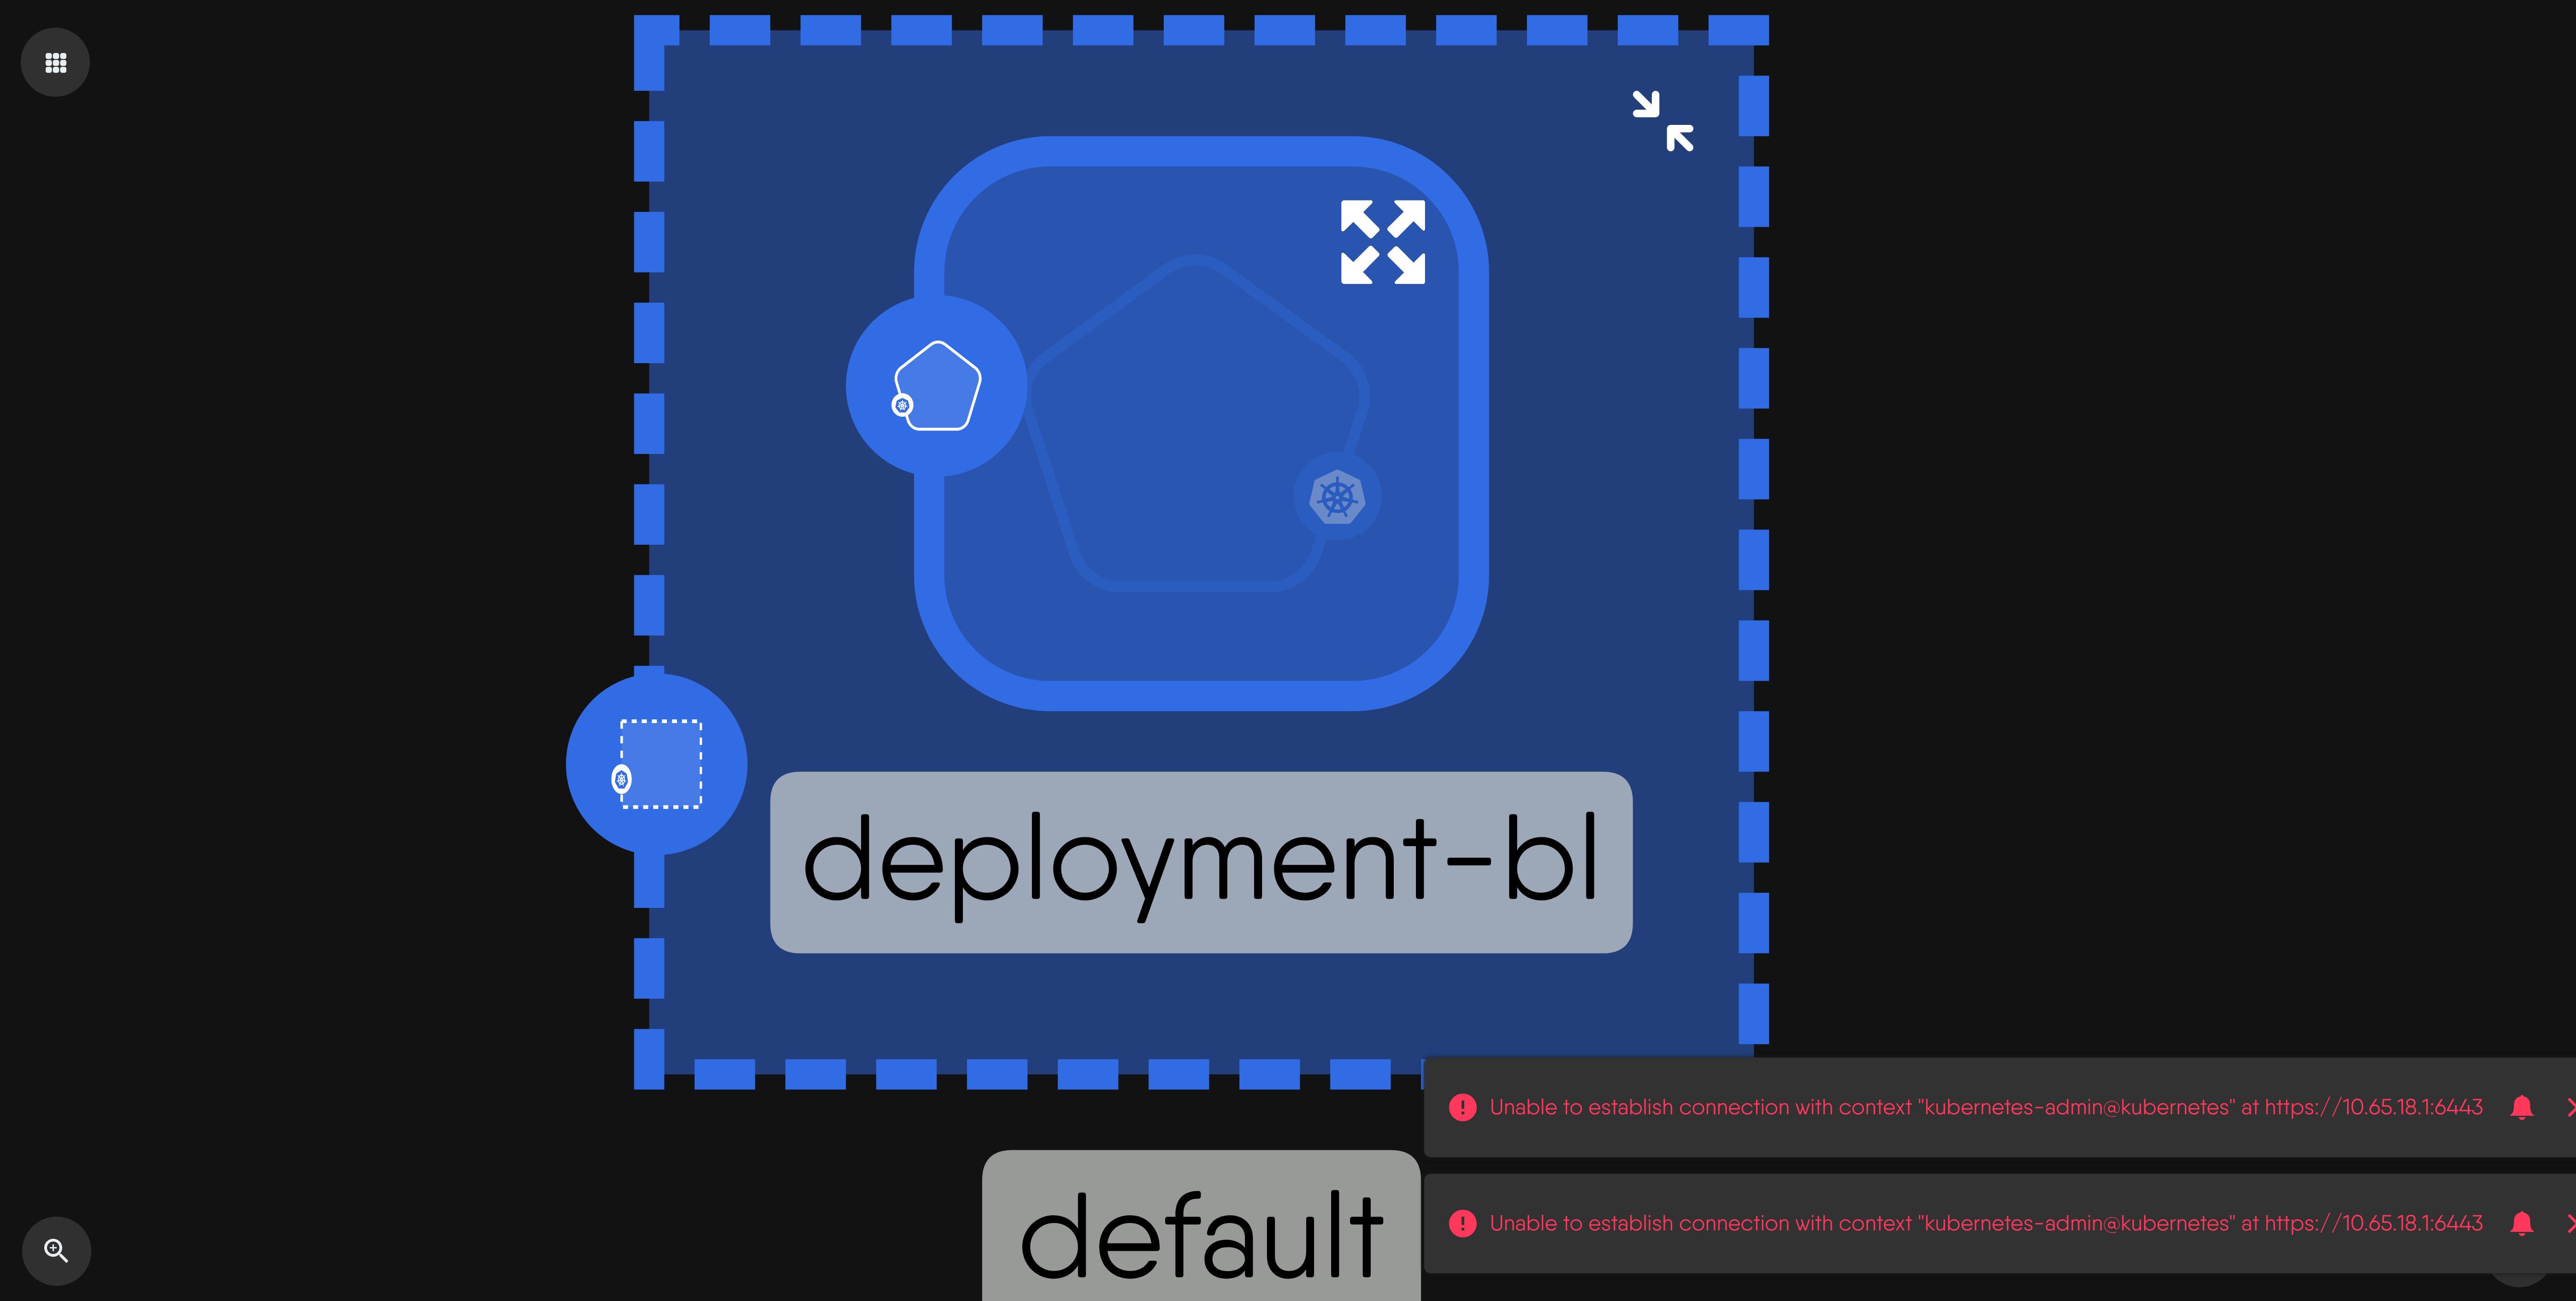 deployment-bl
Unable to establish connection with context "kubernetes-admin@kubernetes" at https://10.65.18.1:6443
Unable to establish connection with context "kubernetes-admin@kubernetes" at https://10.65.18.1:6443
default